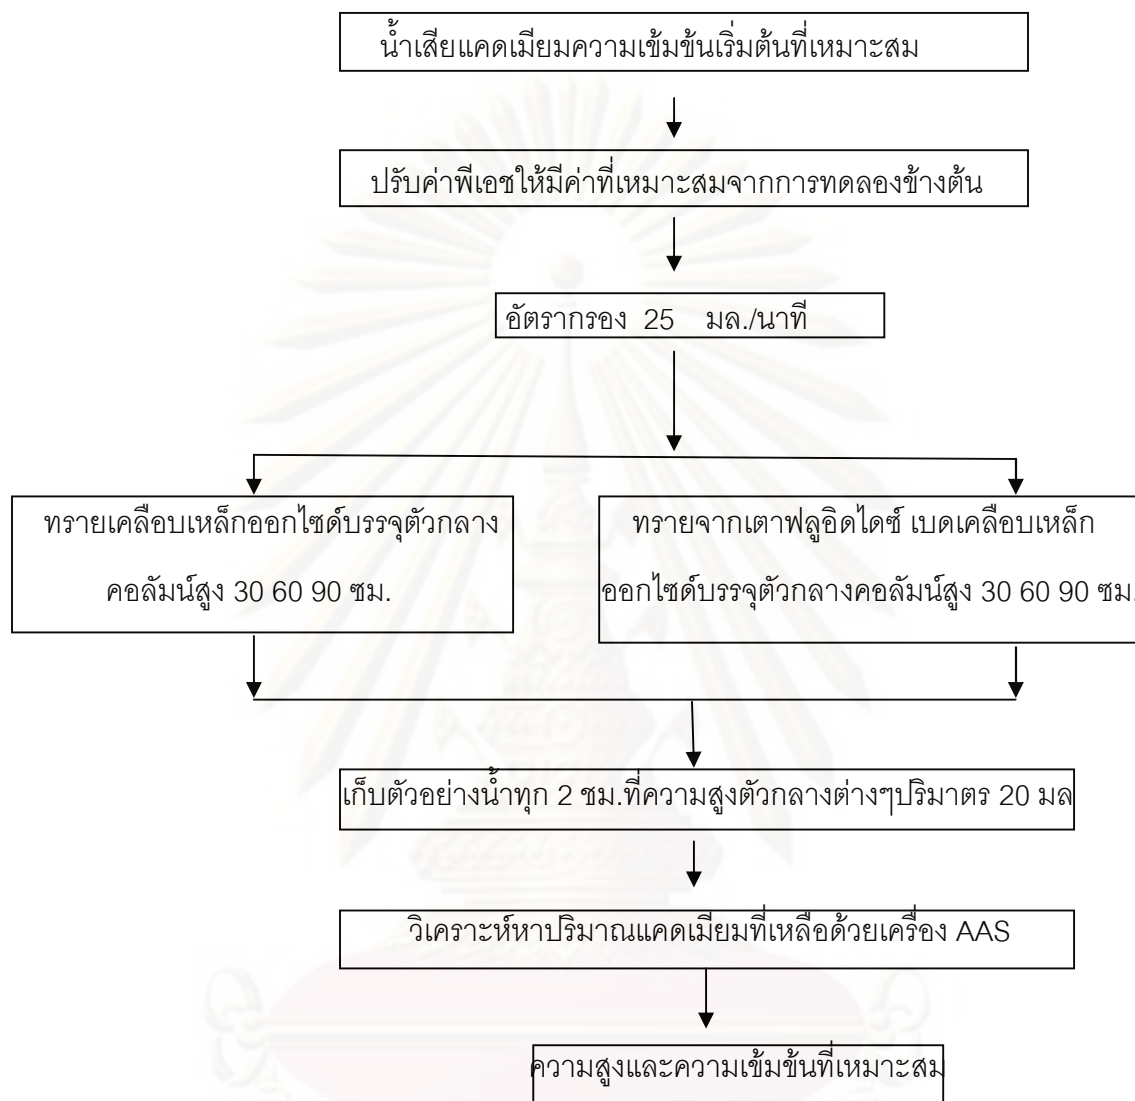 น้ำเสียแคดเมียมความเข้มข้นเริ่มต้นที่เหมาะสม
ปรับค่าพีเอชให้มีค่าที่เหมาะสมจากการทดลองข้างต้น
อัตรากรอง 25 มล./นาที
ทรายเคลือบเหล็กออกไซด์บรรจุตัวกลาง
คอลัมน์สูง 30 60 90 ซม.
ทรายจากเตาฟลูอิดไดซ์ เบดเคลือบเหล็ก
ออกไซด์บรรจุตัวกลางคอลัมน์สูง 30 60 90 ซม.
เก็บตัวอย่างน้ำทุก 2 ชม.ที่ความสูงตัวกลางต่างๆปริมาตร 20 มล
วิเคราะห์หาปริมาณแคดเมียมที่เหลือด้วยเครื่อง AAS
ความสูงและความเข้มข้นที่เหมาะสม